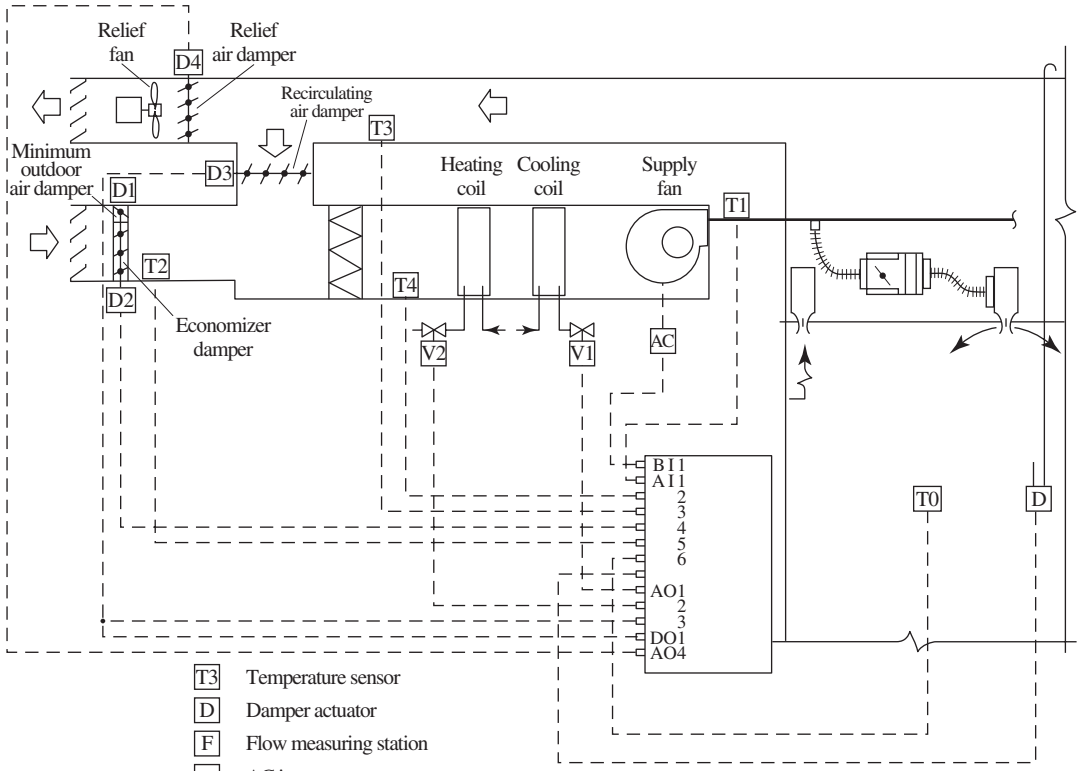 Relief
fan
Relief
air damper
D4
Recirculating
air damper
T3
Minimum
outdoor
air damper
D3
D1
Heating
coil
Cooling
coil
Supply
fan
T1
T2
T4
D2
Economizer
damper
V2
V1
AC
BI1
AI1
2
3
4
5
6
AO1
2
3
DO1
AO4
T0
D
T3 Temperature sensor
D Damper actuator
F Flow measuring station